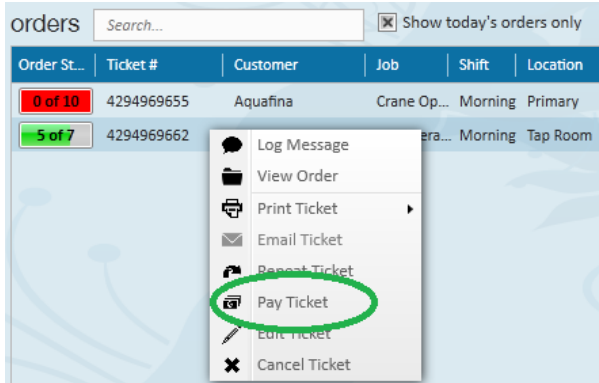 orders Search... Show today's orders only
Order St... Ticket # Customer Job Shift Location
0 of 10 4294969655 Aquafina Crane Op... Morning Primary
5 of 7 4294969662 era... Morning Tap Room
Log Message
View Order
Print Ticket
Email Ticket
Repeat Ticket
Pay Ticket
Edit Ticket
Cancel Ticket